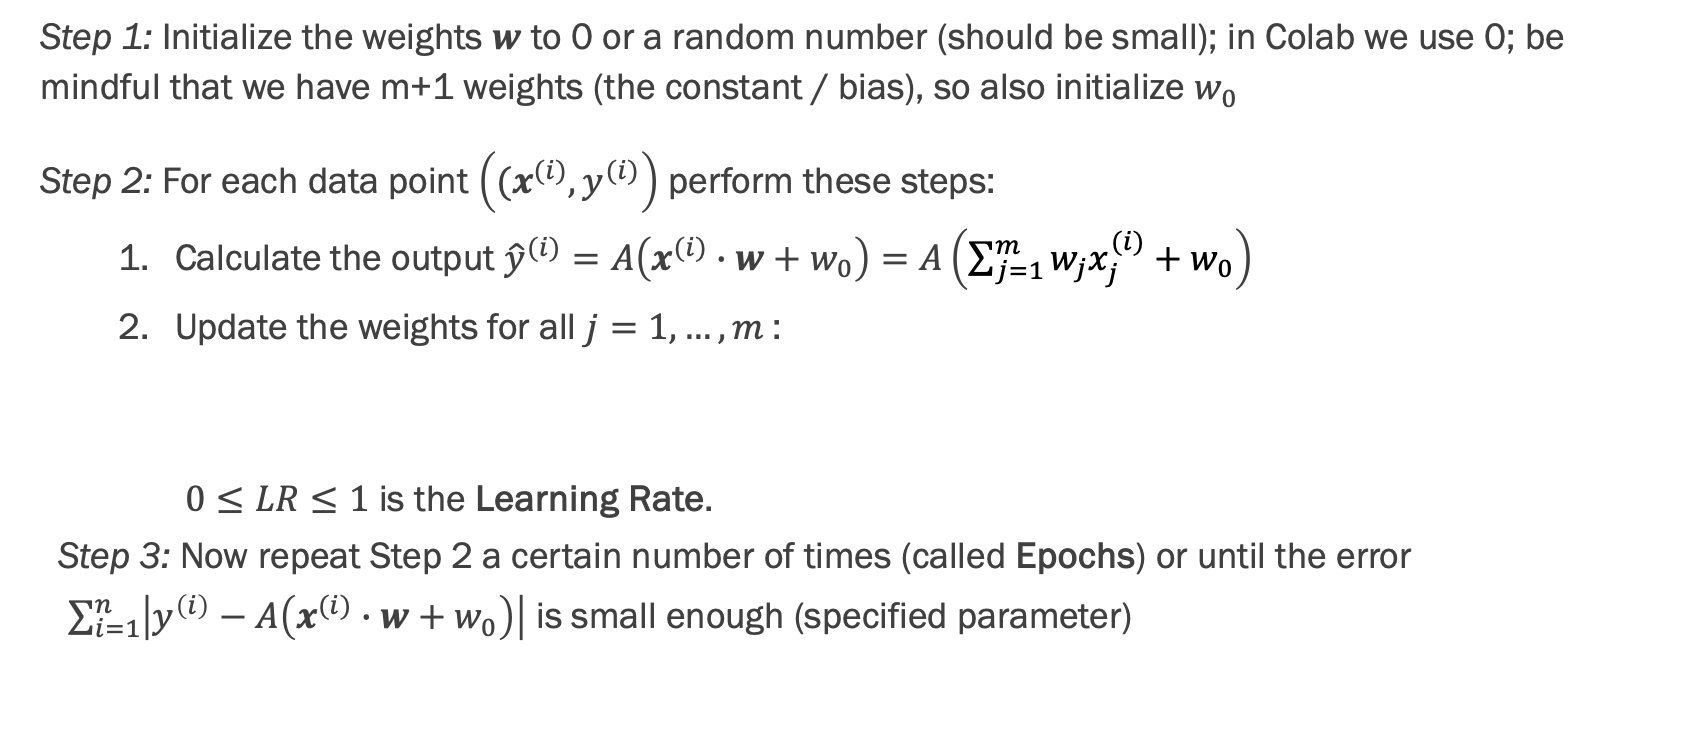 Step 1: Initialize the weights w to 0 or a random number (should be small); in Colab we use 0; be
mindful that we have m+1 weights (the constant / bias), so also initialize w₀
Step 2: For each data point ((x⁽ⁱ⁾, y⁽ⁱ⁾) perform these steps:
1. Calculate the output ŷ⁽ⁱ⁾ = A(x⁽ⁱ⁾ · w + w₀) = A(∑ⱼ₌₁ᵐ wⱼxⱼ⁽ⁱ⁾ + w₀)
2. Update the weights for all j = 1, … , m :
0 ≤ LR ≤ 1 is the Learning Rate.
Step 3: Now repeat Step 2 a certain number of times (called Epochs) or until the error
∑ᵢ₌₁ⁿ|y⁽ⁱ⁾ − A(x⁽ⁱ⁾ · w + w₀)| is small enough (specified parameter)